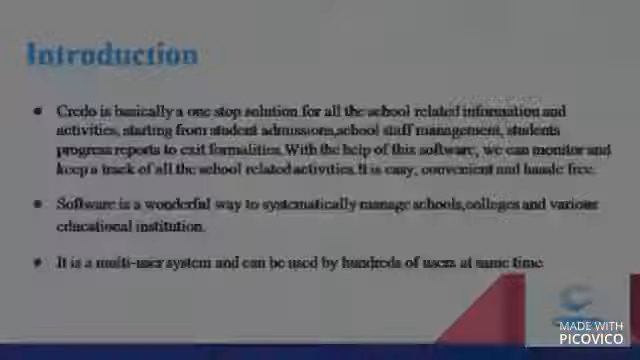 Introduction
Credo is basically a one stop solution for all the school related information and
activities, starting from student admissions,school staff management, students
progress reports to exit formalities.With the help of this software, we can monitor and
keep a track of all the school related activities.It is easy, convenient and hassle free.
Software is a wonderful way to systematically manage schools,colleges and various
educational institution.
It is a multi-user system and can be used by hundreds of users at same time.
MADE WITH
PICOVICO